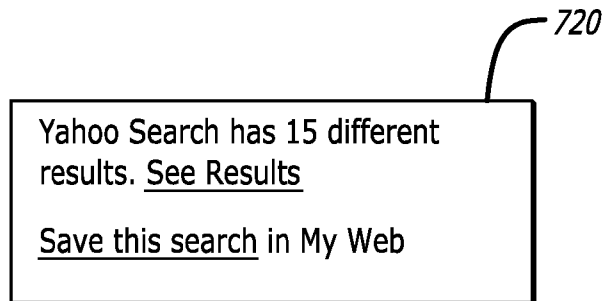 720
Yahoo Search has 15 different
results. See Results
Save this search in My Web